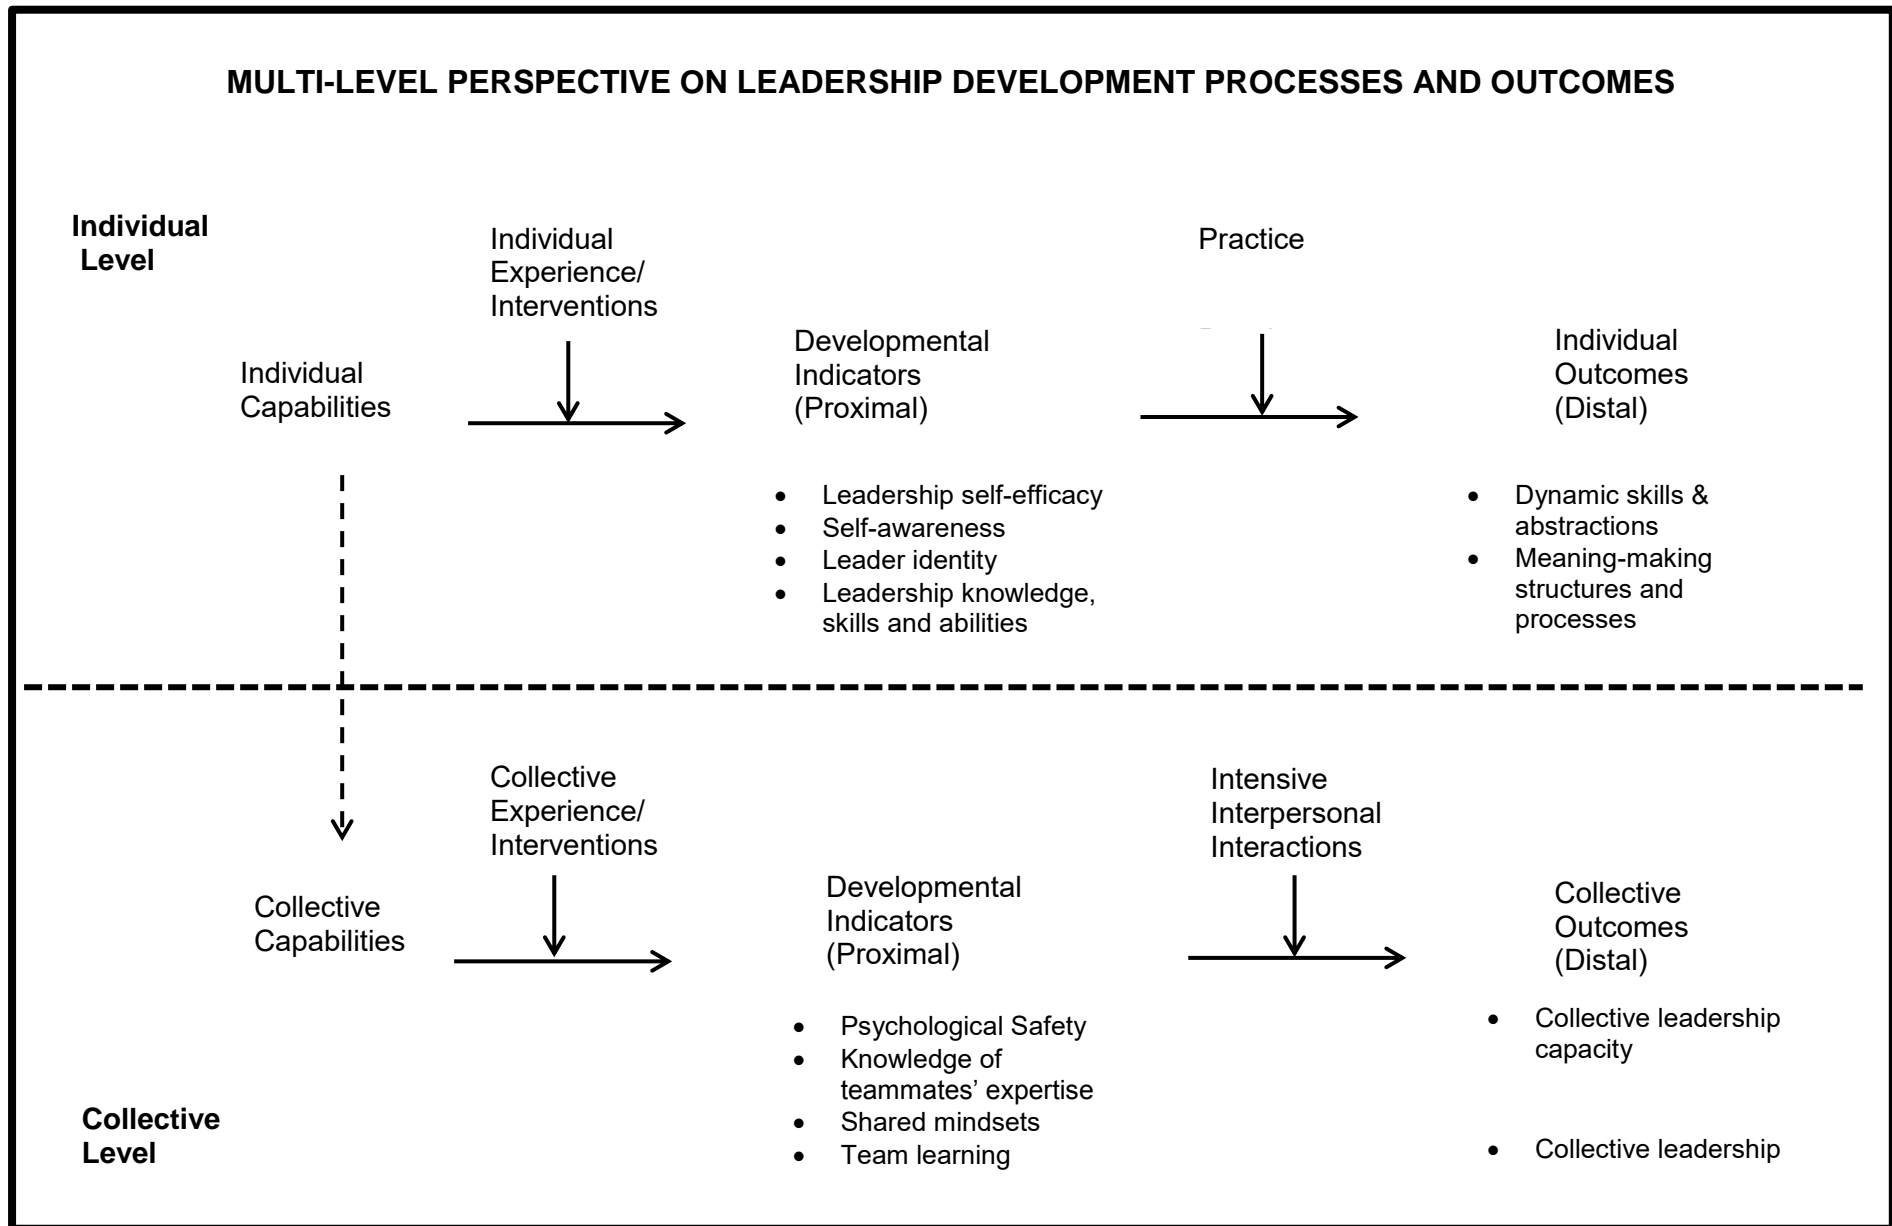 MULTI-LEVEL PERSPECTIVE ON LEADERSHIP DEVELOPMENT PROCESSES AND OUTCOMES
Individual
Level
Individual
Experience/
Interventions
Practice
Individual
Capabilities
Developmental
Indicators
(Proximal)
Individual
Outcomes
(Distal)
• Leadership self-efficacy
• Self-awareness
• Leader identity
• Leadership knowledge,
skills and abilities
• Dynamic skills &
abstractions
• Meaning-making
structures and
processes
Collective
Experience/
Interventions
Intensive
Interpersonal
Interactions
Collective
Capabilities
Developmental
Indicators
(Proximal)
Collective
Outcomes
(Distal)
• Psychological Safety
• Knowledge of
teammates’ expertise
• Shared mindsets
• Team learning
• Collective leadership
capacity
• Collective leadership
Collective
Level